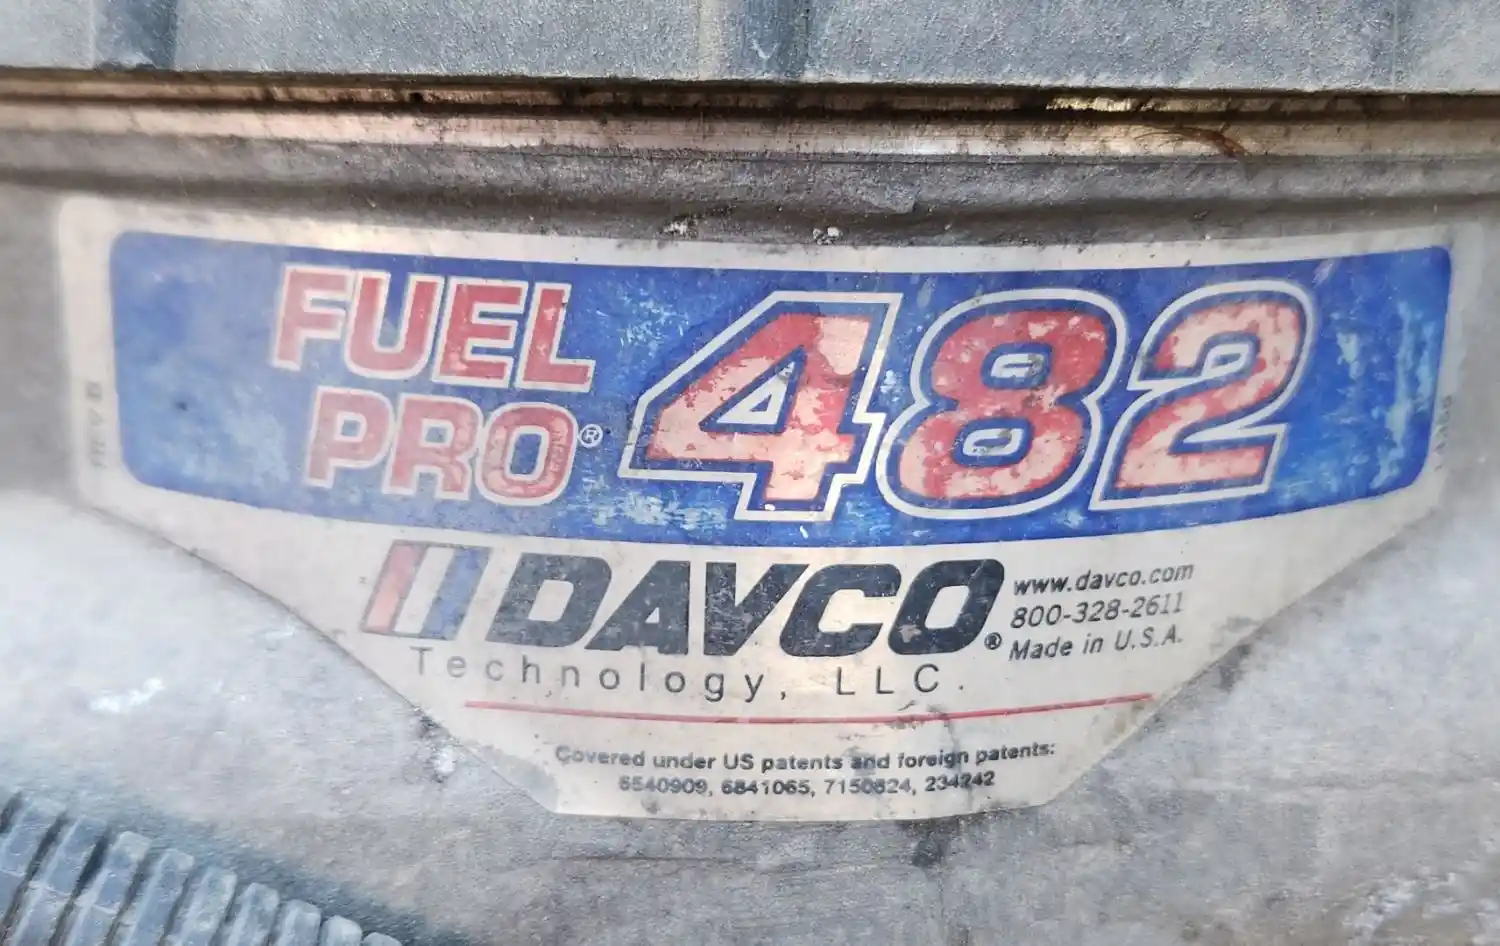 FUEL
PRO® 482
DAVCO®
Technology, LLC.
www.davco.com
800-328-2611
Made in U.S.A.
Covered under US patents and foreign patents:
6540909, 6841065, 7150824, 234242
REV B